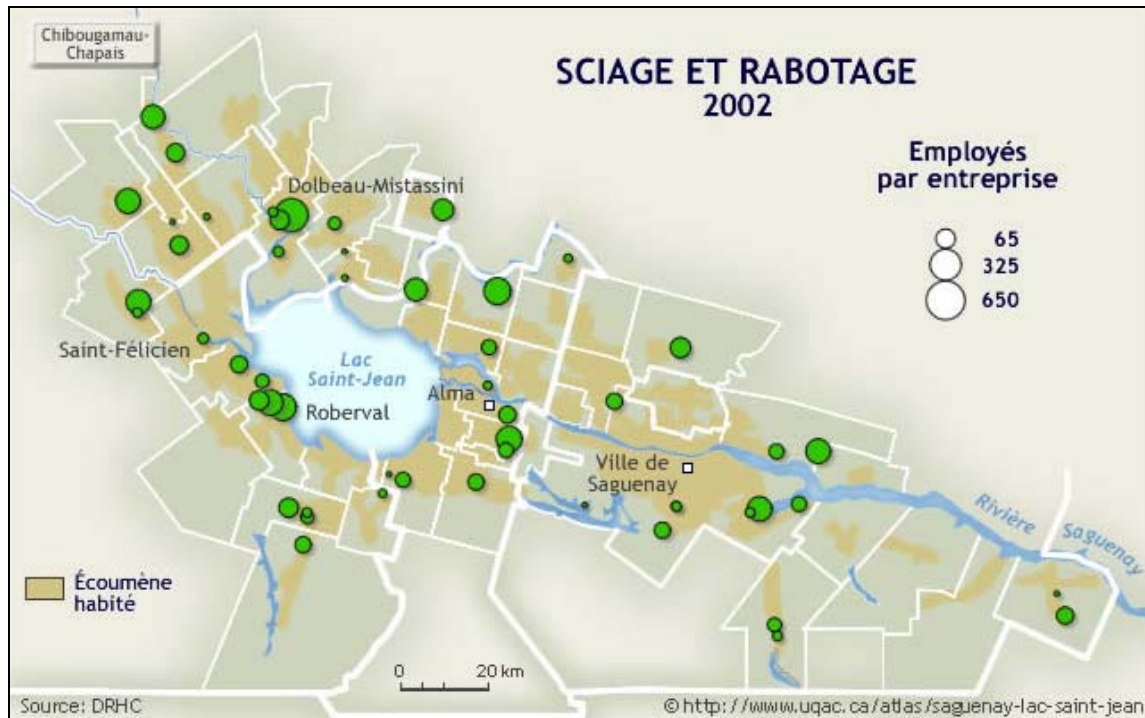 Chibougamau-
Chapais
SCIAGE ET RABOTAGE
2002
Employés
par entreprise
65
325
650
Dolbeau-Mistassini
Saint-Félicien
Lac
Saint-Jean
Alma
Roberval
Ville de
Saguenay
Rivière Saguenay
Écoumène
habité
0 20 km
Source: DRHC
©http://www.uqac.ca/atlas/saguenay-lac-saint-jean